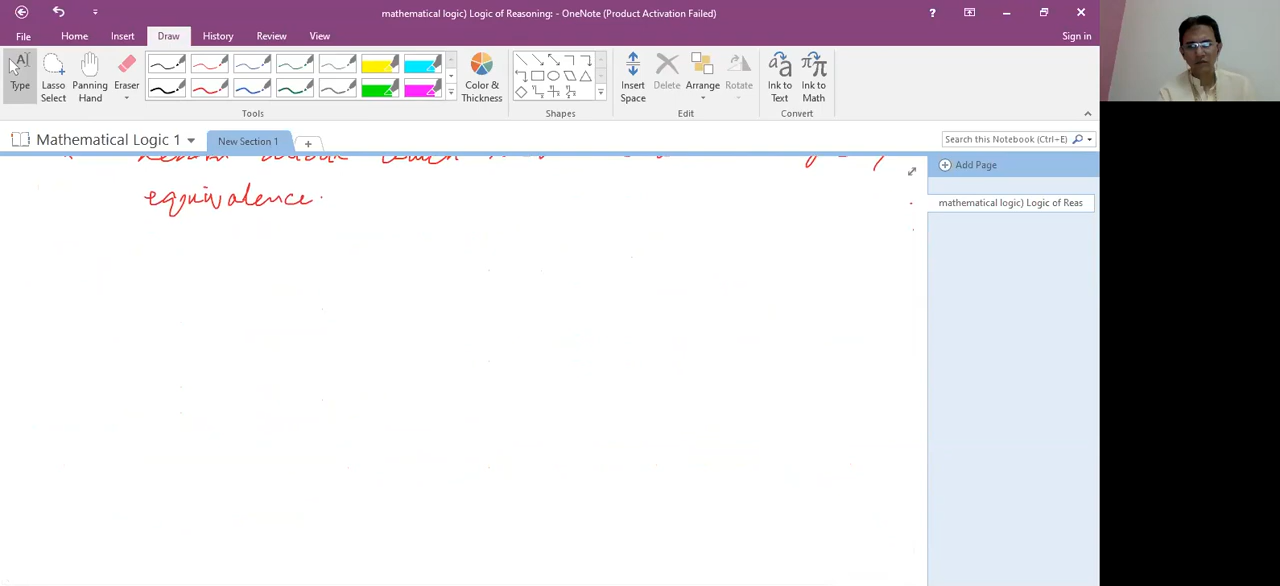 mathematical logic) Logic of Reasoning: - OneNote (Product Activation Failed)
?
File Home Insert Draw History Review View Sign in
Type
Lasso Select
Panning Hand
Eraser
Color & Thickness
Insert Space
Delete
Arrange
Rotate
Ink to Text
Ink to Math
Tools Shapes Edit Convert
Mathematical Logic 1 New Section 1 + Search this Notebook (Ctrl+E)
Add Page
mathematical logic) Logic of Reas
equivalence.